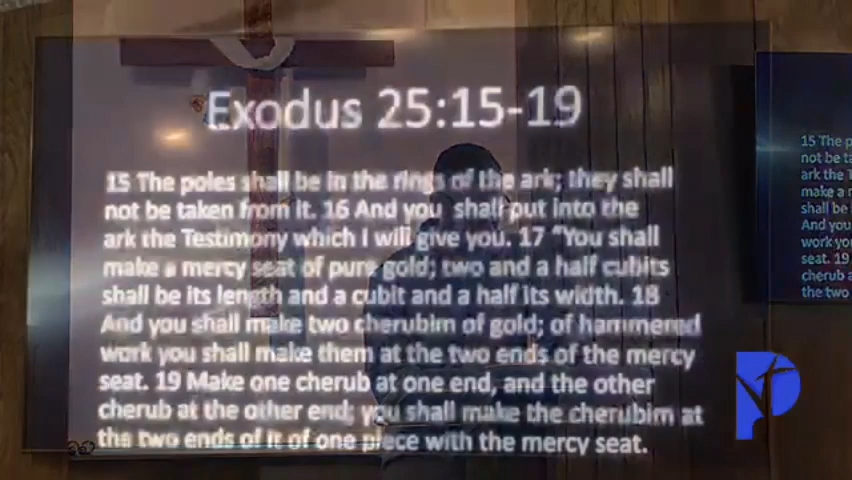 Exodus 25:15-19
15 The poles shall be in the rings of the ark; they shall
not be taken from it. 16 And you shall put into the
ark the Testimony which I will give you. 17 "You shall
make a mercy seat of pure gold; two and a half cubits
shall be its length and a cubit and a half its width. 18
And you shall make two cherubim of gold; of hammered
work you shall make them at the two ends of the mercy
seat. 19 Make one cherub at one end, and the other
cherub at the other end; you shall make the cherubim at
the two ends of it of one piece with the mercy seat.
15 The p
not be ta
ark the T
make a m
shall be
And you
work you
seat. 19
cherub a
the two
P